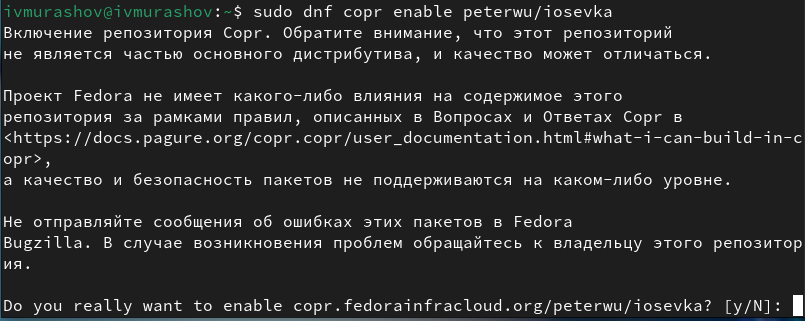 ivmurashov@ivmurashov:~$ sudo dnf copr enable peterwu/iosevka
Включение репозитория Copr. Обратите внимание, что этот репозиторий
не является частью основного дистрибутива, и качество может отличаться.
Проект Fedora не имеет какого-либо влияния на содержимое этого
репозитория за рамками правил, описанных в Вопросах и Ответах Copr в
<https://docs.pagure.org/copr.copr/user_documentation.html#what-i-can-build-in-c
opr>,
а качество и безопасность пакетов не поддерживаются на каком-либо уровне.
Не отправляйте сообщения об ошибках этих пакетов в Fedora
Bugzilla. В случае возникновения проблем обращайтесь к владельцу этого репозитор
ия.
Do you really want to enable copr.fedorainfracloud.org/peterwu/iosevka? [y/N]: